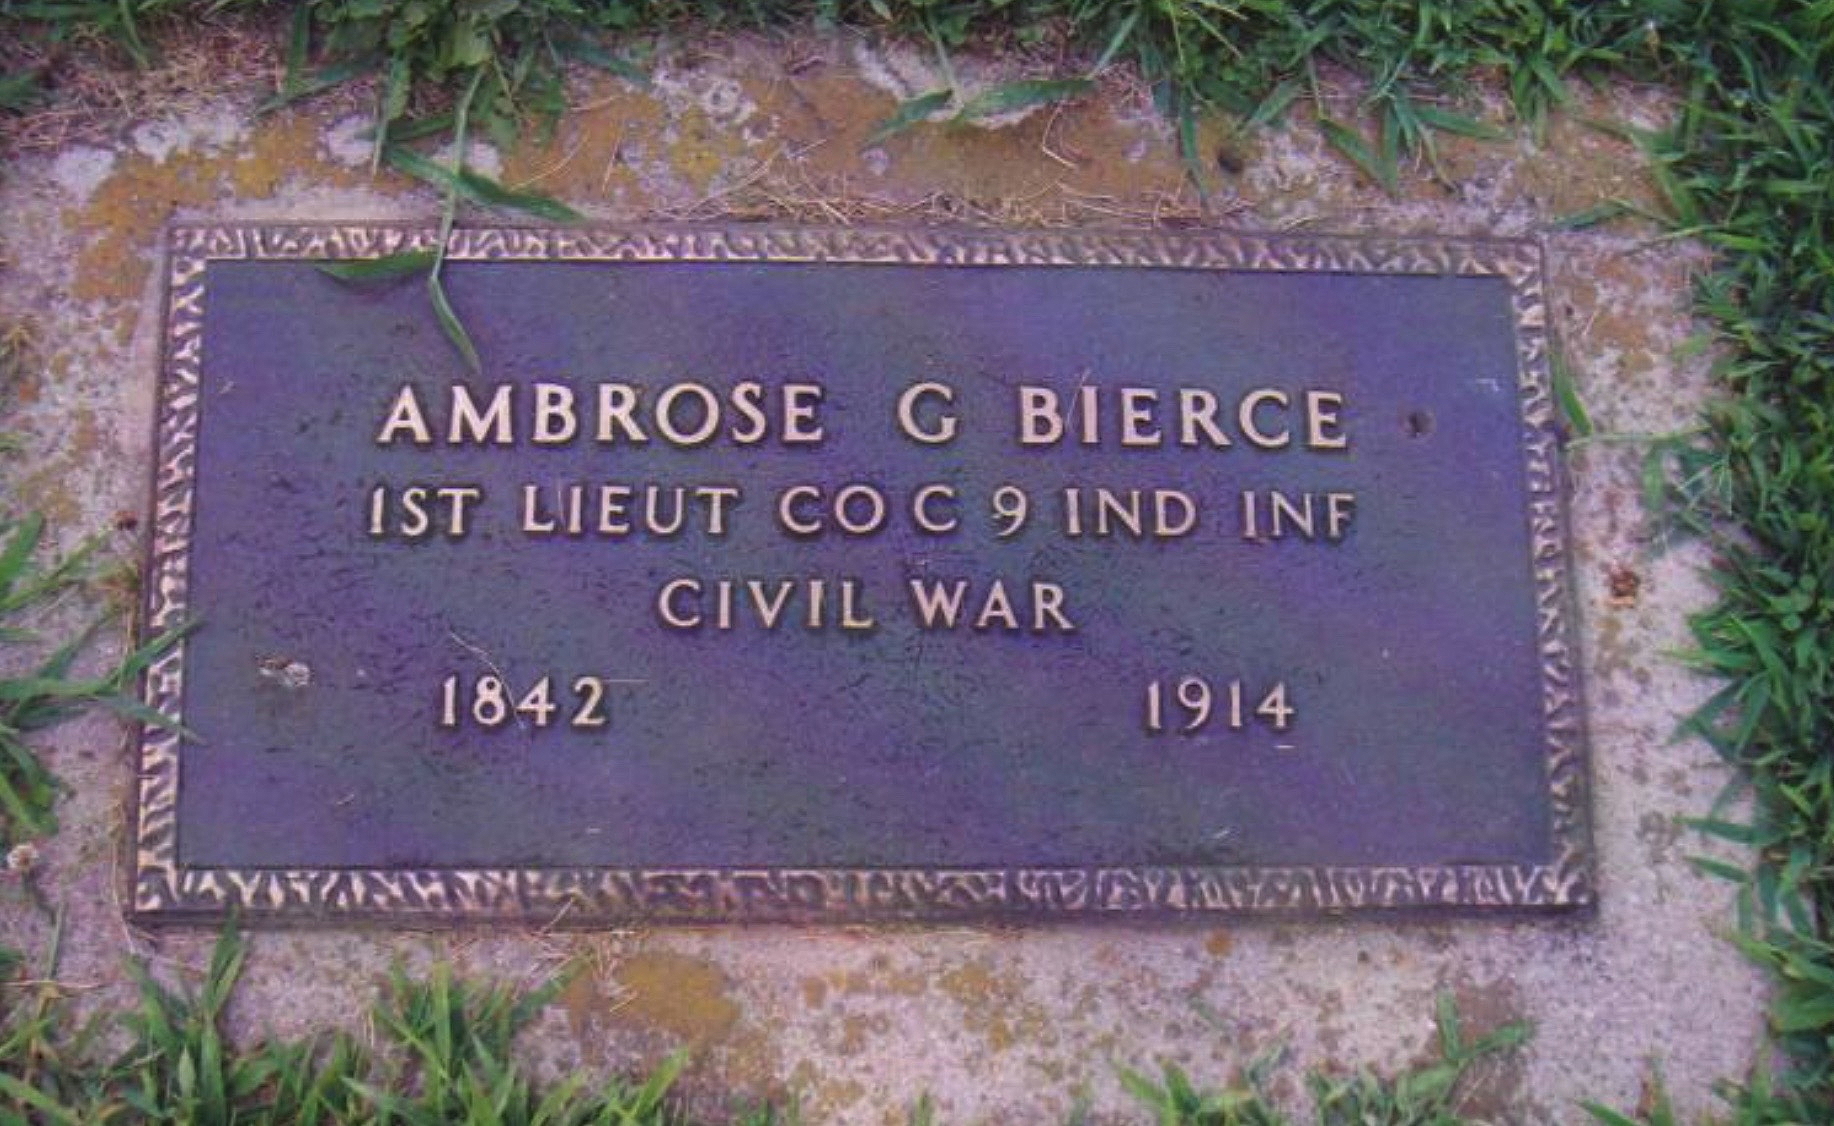 AMBROSE G BIERCE
1ST LIEUT CO C 9 IND INF
CIVIL WAR
1842 1914